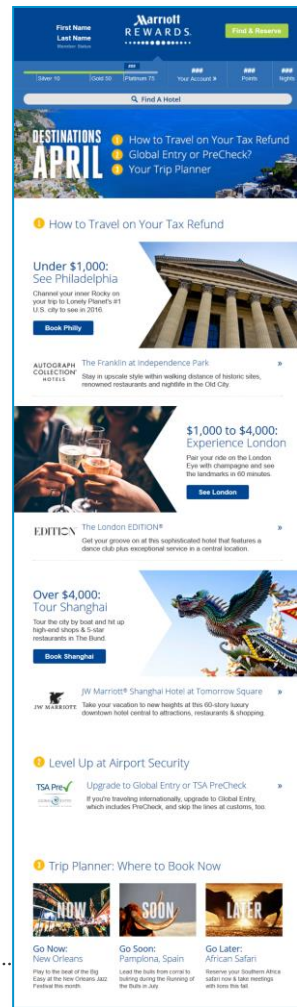 First Name
Last Name
Member Status
Marriott
REWARDS.
Find & Reserve
###
Silver 10
Gold 50
Platinum 75
###
Your Account »
###
Points
###
Nights
Find A Hotel
DESTINATIONS
APRIL
1 How to Travel on Your Tax Refund
2 Global Entry or PreCheck?
3 Your Trip Planner
1 How to Travel on Your Tax Refund
Under $1,000:
See Philadelphia
Channel your inner Rocky on
your trip to Lonely Planet's #1
U.S. city to see in 2016.
Book Philly
AUTOGRAPH
COLLECTION®
HOTELS
The Franklin at Independence Park »
Stay in upscale style within walking distance of historic sites,
renowned restaurants and nightlife in the Old City.
$1,000 to $4,000:
Experience London
Pair your ride on the London
Eye with champagne and see
the landmarks in 60 minutes.
See London
EDITION
The London EDITION® »
Get your groove on at this sophisticated hotel that features a
dance club plus exceptional service in a central location.
Over $4,000:
Tour Shanghai
Tour the city by boat and hit up
high-end shops & 5-star
restaurants in The Bund.
Book Shanghai
JW MARRIOTT
JW Marriott® Shanghai Hotel at Tomorrow Square »
Take your vacation to new heights at this 60-story luxury
downtown hotel central to attractions, restaurants & shopping.
2 Level Up at Airport Security
TSA Pre✓
Upgrade to Global Entry or TSA PreCheck »
If you're traveling internationally, upgrade to Global Entry,
which includes PreCheck, and skip the lines at customs, too.
3 Trip Planner: Where to Book Now
NOW
SOON
LATER
Go Now:
New Orleans
Play to the beat of the Big
Easy at the New Orleans Jazz
Festival this month.
Go Soon:
Pamplona, Spain
Lead the bulls from corral to
bullring during the Running of
the Bulls in July.
Go Later:
African Safari
Reserve your Southern Africa
safari now & take meetings
with lions this fall.
..